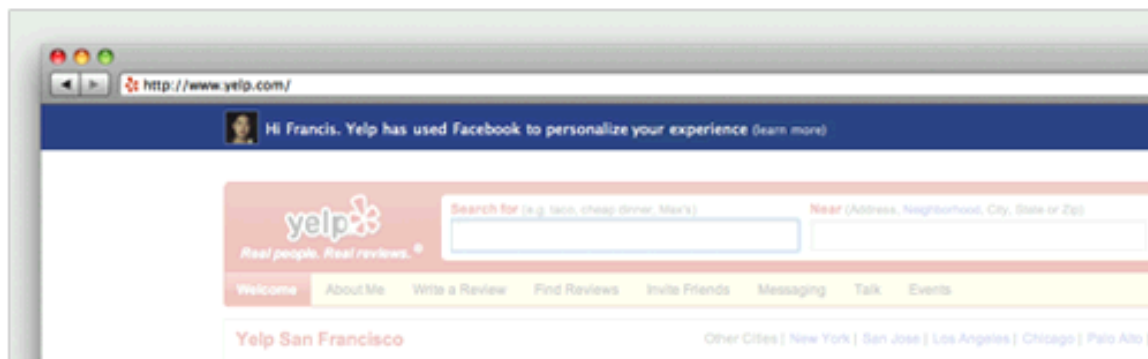 http://www.yelp.com/
Hi Francis. Yelp has used Facebook to personalize your experience (learn more)
yelp
Real people. Real reviews.
Search for (e.g. taco, cheap dinner, Max's)
Near (Address, Neighborhood, City, State or Zip)
Welcome About Me Write a Review Find Reviews Invite Friends Messaging Talk Events
Yelp San Francisco
Other Cities | New York | San Jose | Los Angeles | Chicago | Palo Alto |